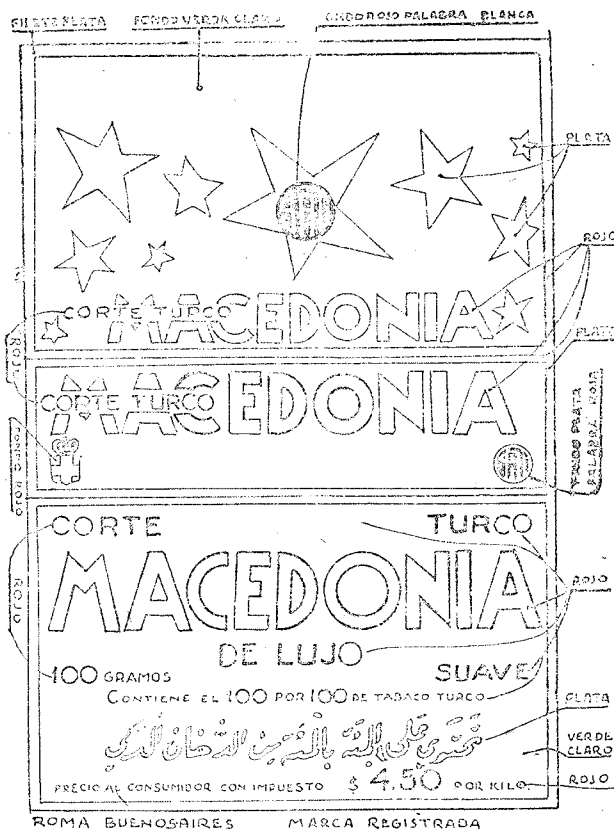 FILETE PLATA FONDO VERDE CLARO FONDO ROJO PALABRA BLANCA
PLATA
ROJO
CORTE TURCO
MACEDONIA
PLATA
ROJO
MACEDONIA
CORTE TURCO
FONDO PLATA
PALABRA ROJA
FONDO ROJO
CORTE TURCO
MACEDONIA
ROJO
ROJO
DE LUJO
100 GRAMOS SUAVE
CONTIENE EL 100 POR 100 DE TABACO TURCO
PLATA
VERDE
CLARO
PRECIO AL CONSUMIDOR CON IMPUESTO $ 4.50 POR KILO.
ROJO
ROMA BUENOSAIRES MARCA REGISTRADA